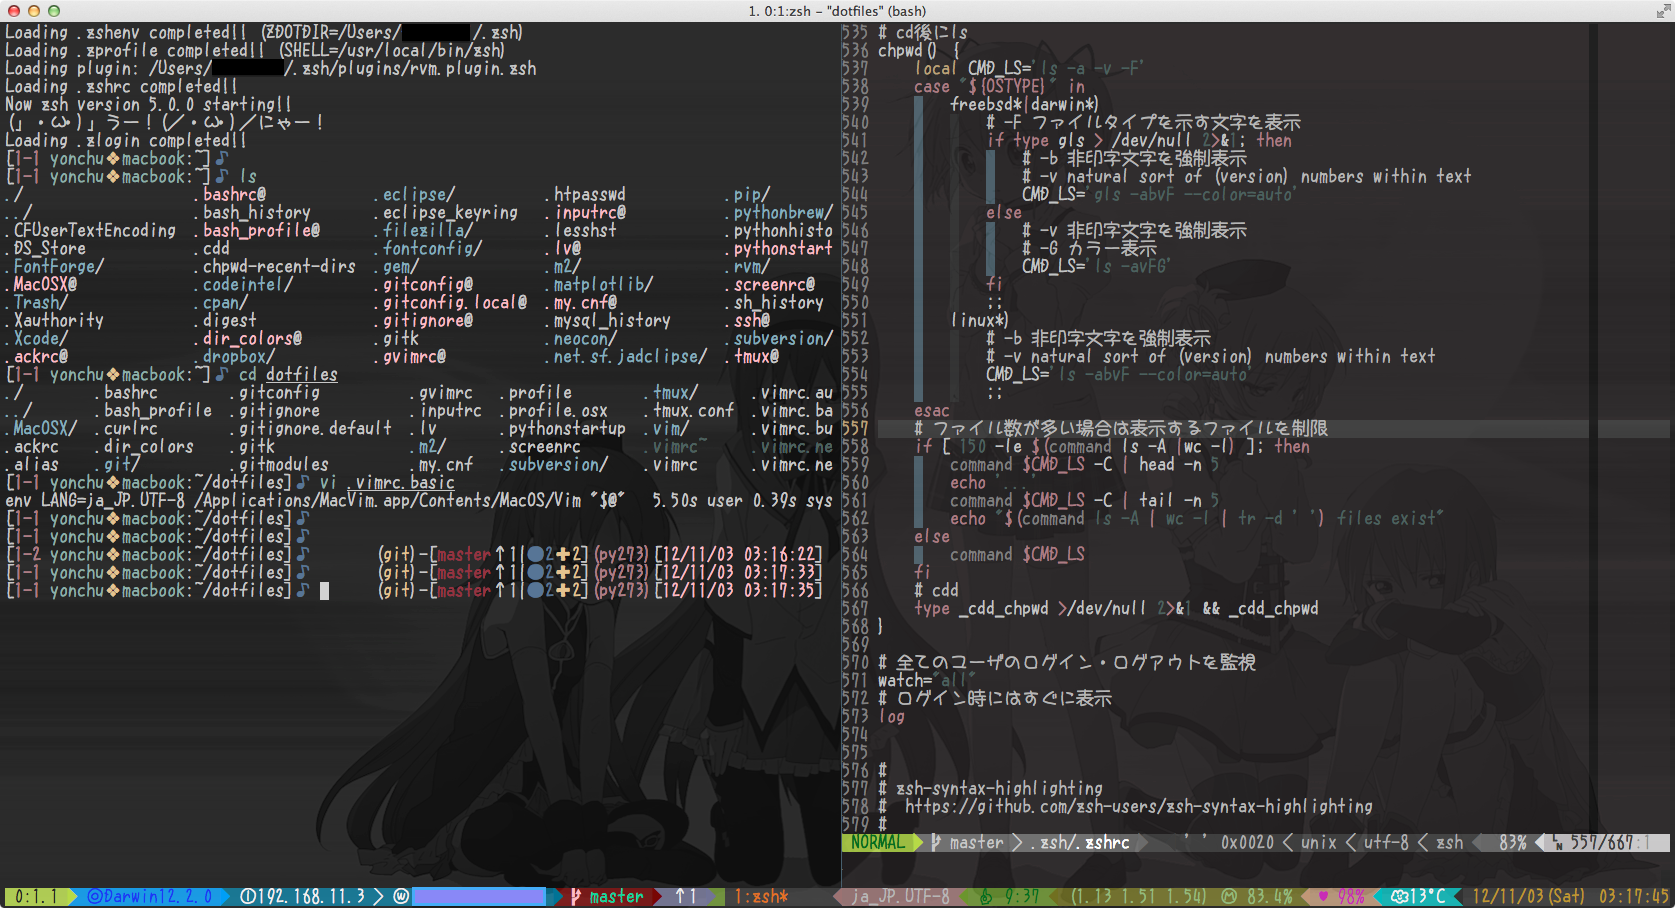 1. 0:1:zsh – "dotfiles" (bash)
Loading .zshenv completed!! (ZDOTDIR=/Users/ /.zsh)
Loading .zprofile completed!! (SHELL=/usr/local/bin/zsh)
Loading plugin: /Users/ /.zsh/plugins/rvm.plugin.zsh
Loading .zshrc completed!!
Now zsh version 5.0.0 starting!!
(」・ω・)」うー！(／・ω・)／にゃー！
Loading .zlogin completed!!
[1-1 yonchu❖macbook:~]♪
[1-1 yonchu❖macbook:~]♪ ls
./ .bashrc@ .eclipse/ .htpasswd .pip/
../ .bash_history .eclipse_keyring .inputrc@ .pythonbrew/
.CFUserTextEncoding .bash_profile@ .filezilla/ .lesshst .pythonhisto
.DS_Store .cdd .fontconfig/ .lv@ .pythonstart
.FontForge/ .chpwd-recent-dirs .gem/ .m2/ .rvm/
.MacOSX@ .codeintel/ .gitconfig@ .matplotlib/ .screenrc@
.Trash/ .cpan/ .gitconfig.local@ .my.cnf@ .sh_history
.Xauthority .digest .gitignore@ .mysql_history .ssh@
.Xcode/ .dir_colors@ .gitk .neocon/ .subversion/
.ackrc@ .dropbox/ .gvimrc@ .net.sf.jadclipse/ .tmux@
[1-1 yonchu❖macbook:~]♪ cd dotfiles
./ .bashrc .gitconfig .gvimrc .profile .tmux/ .vimrc.au
../ .bash_profile .gitignore .inputrc .profile.osx .tmux.conf .vimrc.ba
.MacOSX/ .curlrc .gitignore.default .lv .pythonstartup .vim/ .vimrc.bu
.ackrc .dir_colors .gitk .m2/ .screenrc .vimrc~ .vimrc.ne
.alias .git/ .gitmodules .my.cnf .subversion/ .vimrc .vimrc.ne
[1-1 yonchu❖macbook:~/dotfiles]♪ vi .vimrc.basic
env LANG=ja_JP.UTF-8 /Applications/MacVim.app/Contents/MacOS/Vim "$@" 5.50s user 0.39s sys
[1-1 yonchu❖macbook:~/dotfiles]♪
[1-1 yonchu❖macbook:~/dotfiles]♪
[1-2 yonchu❖macbook:~/dotfiles]♪ (git)-[master↑1|●2✚2](py273)[12/11/03 03:16:22]
[1-1 yonchu❖macbook:~/dotfiles]♪ (git)-[master↑1|●2✚2](py273)[12/11/03 03:17:33]
[1-1 yonchu❖macbook:~/dotfiles]♪ (git)-[master↑1|●2✚2](py273)[12/11/03 03:17:35]
535 # cd後にls
536 chpwd() {
537 local CMD_LS='ls -a -v -F'
538 case "${OSTYPE}" in
539 freebsd*|darwin*)
540 # -F ファイルタイプを示す文字を表示
541 if type gls > /dev/null 2>&1; then
542 # -b 非印字文字を強制表示
543 # -v natural sort of (version) numbers within text
544 CMD_LS='gls -abvF --color=auto'
545 else
546 # -v 非印字文字を強制表示
547 # -G カラー表示
548 CMD_LS='ls -avFG'
549 fi
550 ;;
551 linux*)
552 # -b 非印字文字を強制表示
553 # -v natural sort of (version) numbers within text
554 CMD_LS='ls -abvF --color=auto'
555 ;;
556 esac
557 # ファイル数が多い場合は表示するファイルを制限
558 if [ 150 -le $(command ls -A |wc -l) ]; then
559 command $CMD_LS -C | head -n 5
560 echo '...'
561 command $CMD_LS -C | tail -n 5
562 echo "$(command ls -A | wc -l | tr -d ' ') files exist"
563 else
564 command $CMD_LS
565 fi
566 # cdd
567 type _cdd_chpwd >/dev/null 2>&1 && _cdd_chpwd
568 }
569
570 # 全てのユーザのログイン・ログアウトを監視
571 watch="all"
572 # ログイン時にはすぐに表示
573 log
574
575
576 #
577 # zsh-syntax-highlighting
578 # https://github.com/zsh-users/zsh-syntax-highlighting
579 #
NORMAL master .zsh/.zshrc ' ' 0x0020 < unix < utf-8 < zsh 83% 557/667:1
0:1.1 @Darwin12.2.0 192.168.11.3 master ↑1 1:zsh* ja_JP.UTF-8 9:37 (1.13 1.51 1.54) 83.4% ♥ 98% 13°C 12/11/03(Sat) 03:17:45